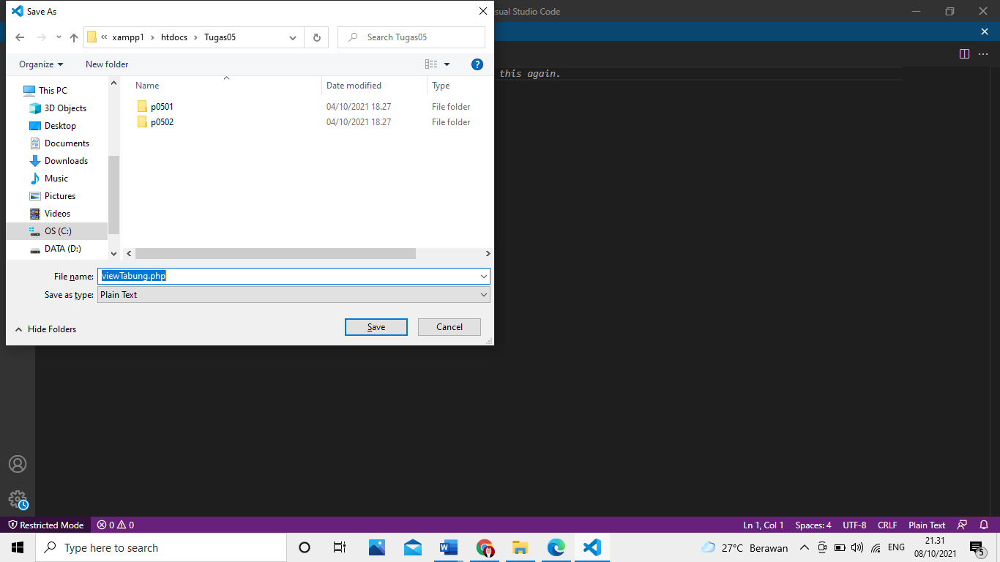 Save As
sual Studio Code
« xampp1 › htdocs › Tugas05
Search Tugas05
Organize
New folder
this again.
Name
Date modified
Type
This PC
3D Objects
Desktop
Documents
Downloads
Music
Pictures
Videos
OS (C:)
DATA (D:)
p0501
04/10/2021 18.27
File folder
p0502
04/10/2021 18.27
File folder
File name:
viewTabung.php
Save as type:
Plain Text
Hide Folders
Save
Cancel
Restricted Mode
0
0
Ln 1, Col 1
Spaces: 4
UTF-8
CRLF
Plain Text
Type here to search
27°C Berawan
ENG
21.31
08/10/2021
5